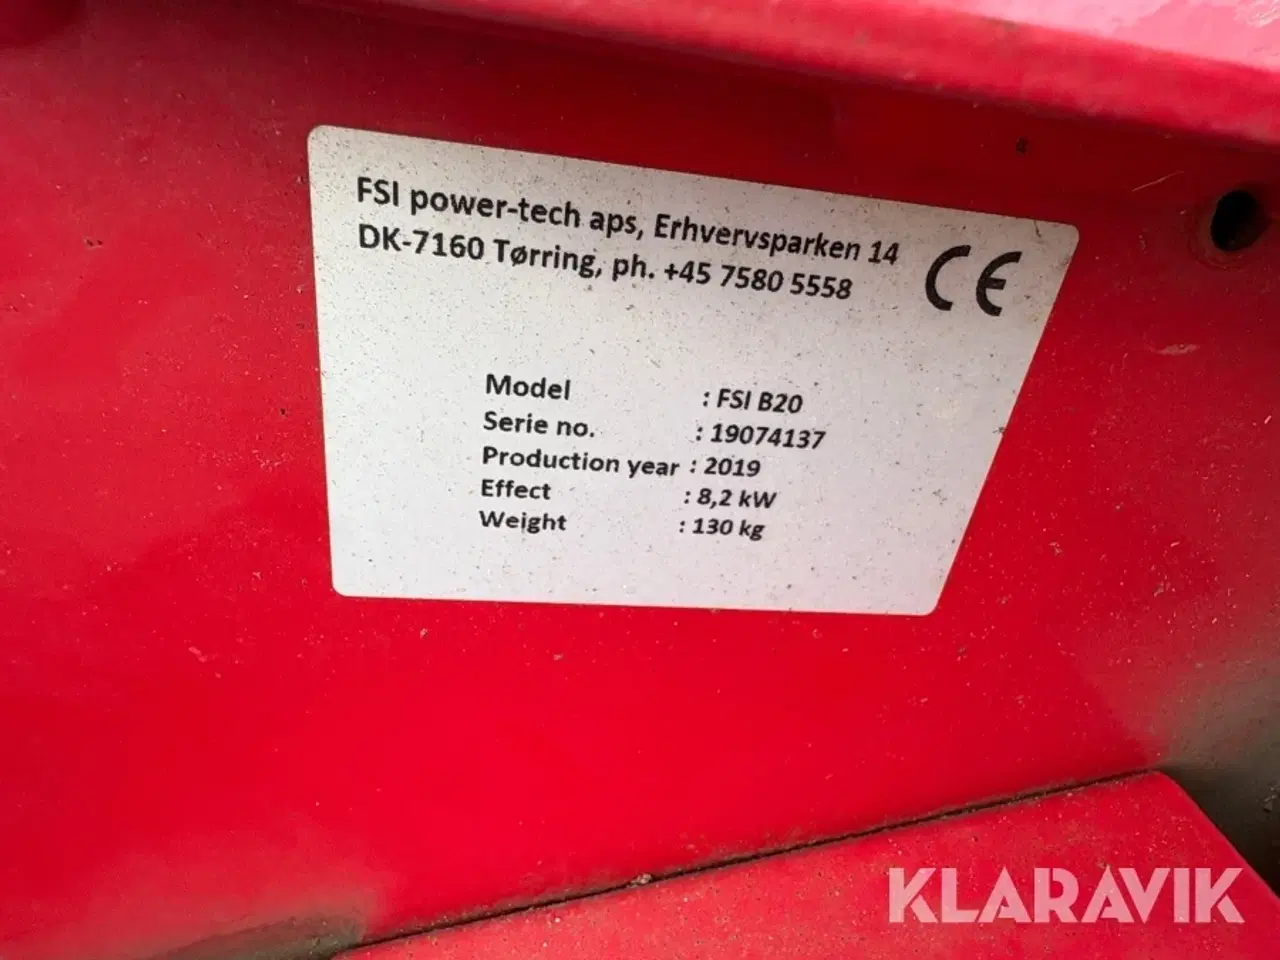 FSI power-tech aps, Erhvervsparken 14
DK-7160 Tørring, ph. +45 7580 5558
CE
Model : FSI B20
Serie no. : 19074137
Production year : 2019
Effect : 8,2 kW
Weight : 130 kg
KLARAVIK